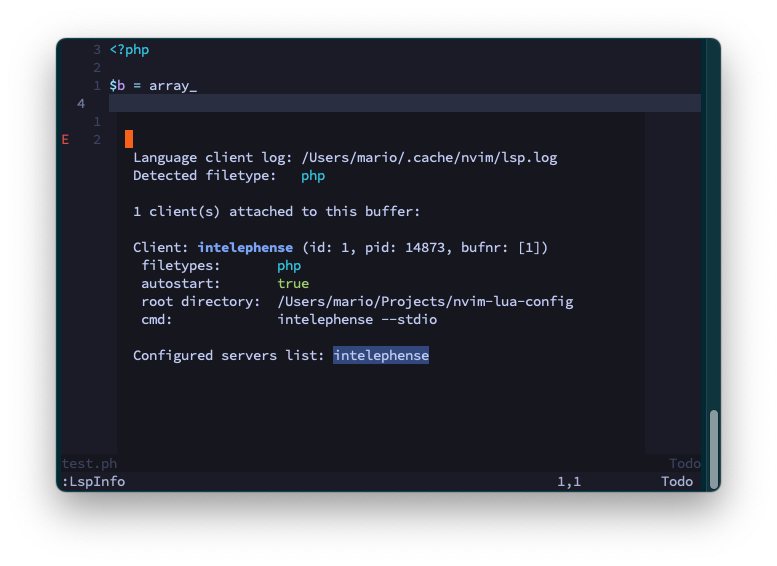 3 <?php
2
1 $b = array_
4
1
E 2
Language client log: /Users/mario/.cache/nvim/lsp.log
Detected filetype: php
1 client(s) attached to this buffer:
Client: intelephense (id: 1, pid: 14873, bufnr: [1])
filetypes: php
autostart: true
root directory: /Users/mario/Projects/nvim-lua-config
cmd: intelephense --stdio
Configured servers list: intelephense
test.ph Todo
:LspInfo 1,1 Todo